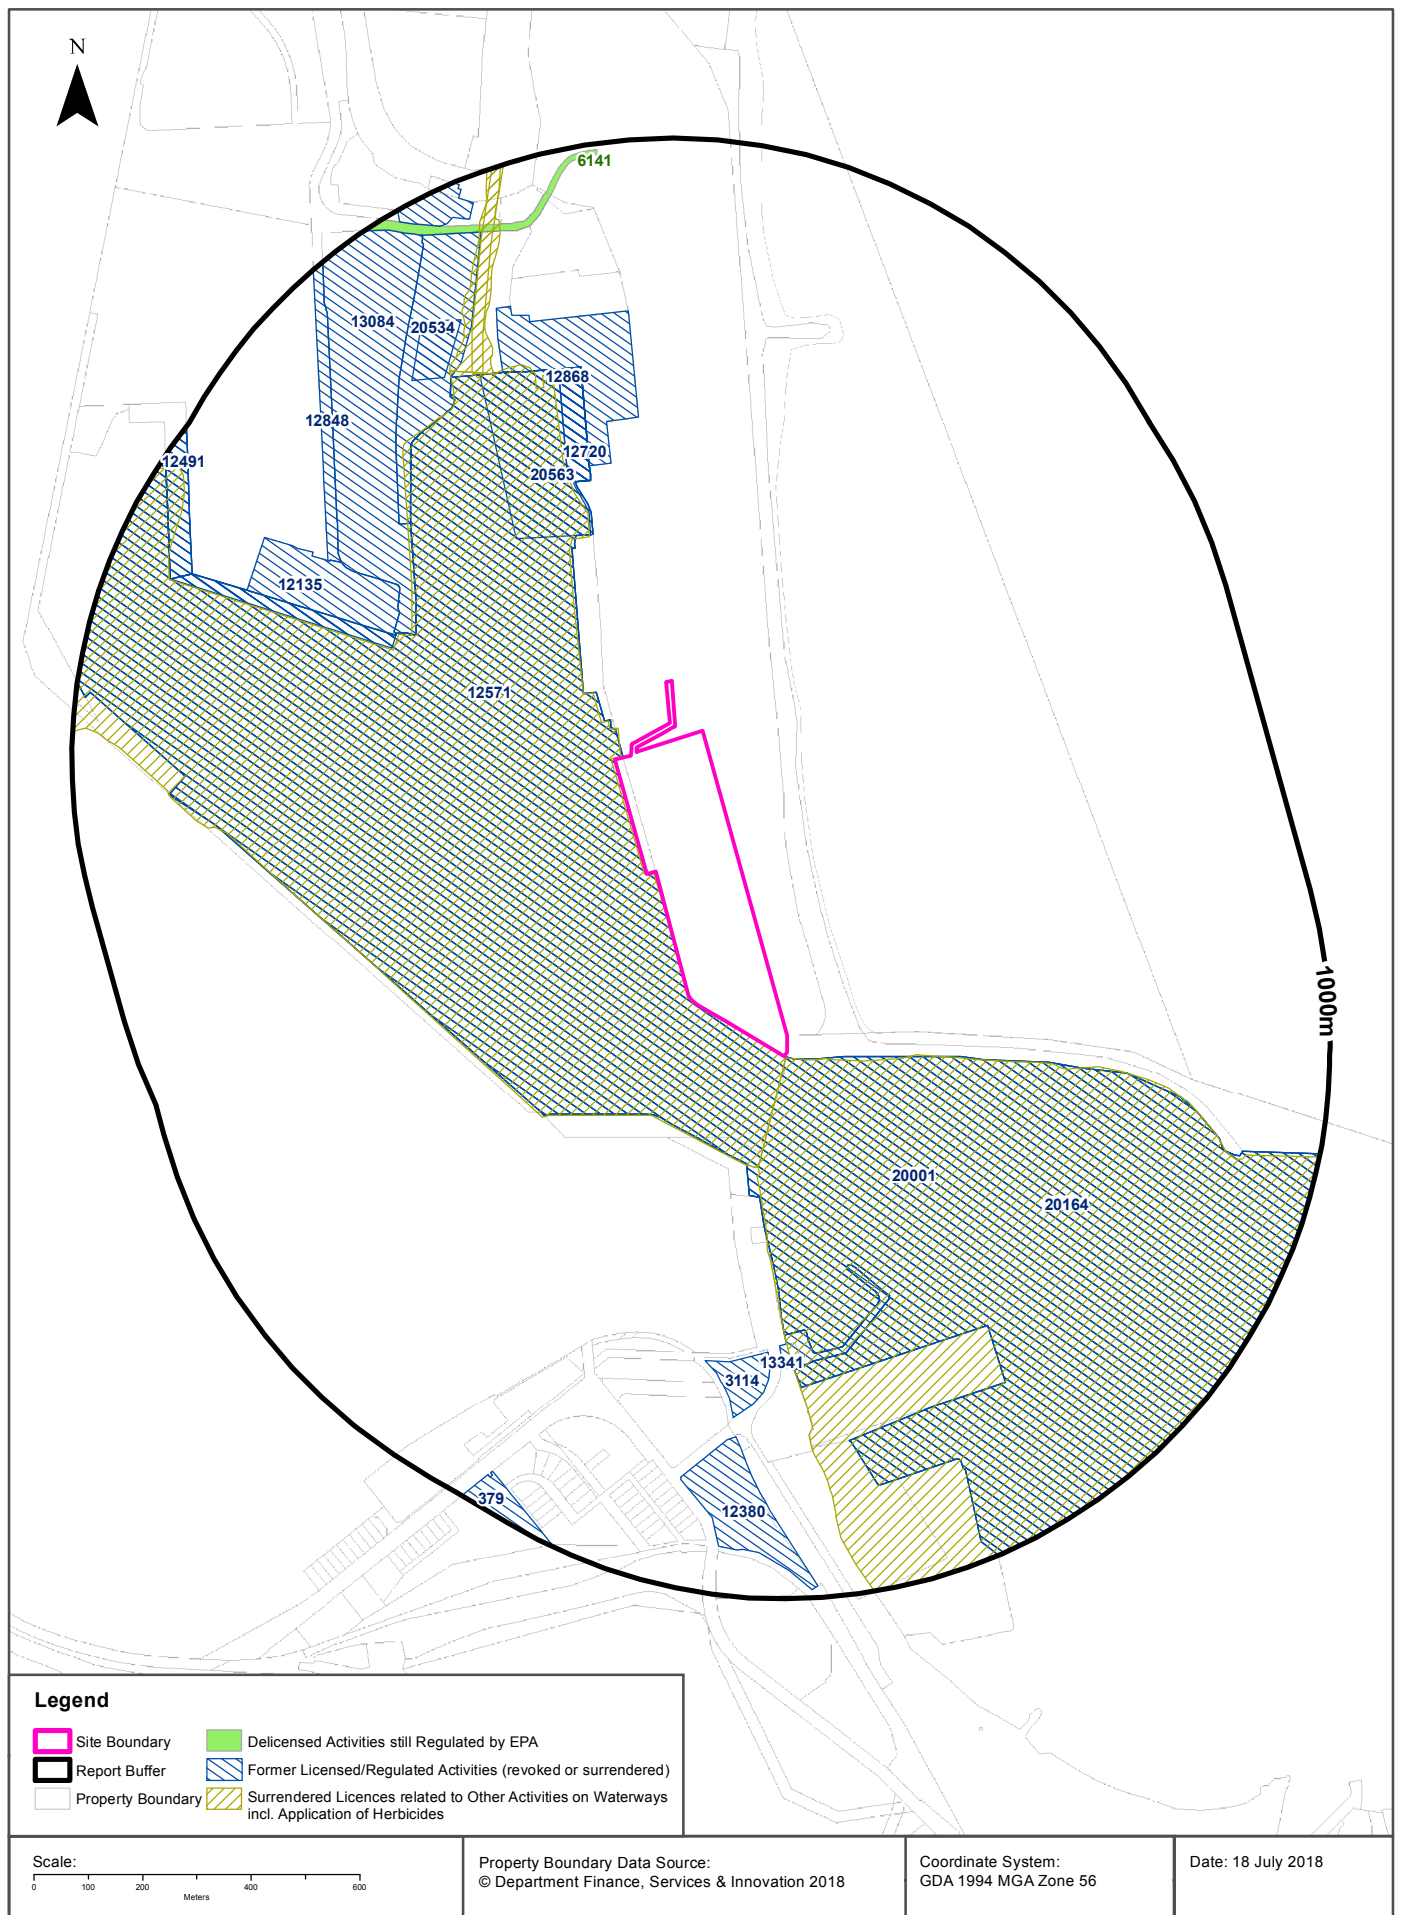 N
6141
13084
20534
12868
12848
12720
12491
20563
12135
12571
1000m
20001
20164
13341
3114
379
12380
Legend
Site Boundary
Delicensed Activities still Regulated by EPA
Report Buffer
Former Licensed/Regulated Activities (revoked or surrendered)
Property Boundary
Surrendered Licences related to Other Activities on Waterways
incl. Application of Herbicides
Scale:
0 100 200 400 600
Meters
Property Boundary Data Source:
© Department Finance, Services & Innovation 2018
Coordinate System:
GDA 1994 MGA Zone 56
Date: 18 July 2018